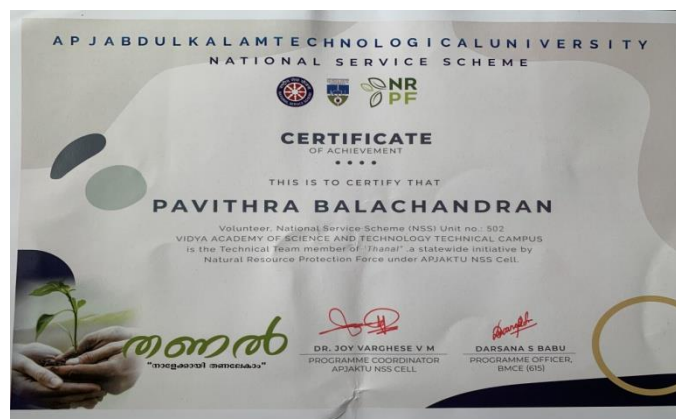 A P J A B D U L K A L A M T E C H N O L O G I C A L U N I V E R S I T Y
NATIONAL SERVICE SCHEME
NR
PF
CERTIFICATE
OF ACHIEVEMENT
THIS IS TO CERTIFY THAT
PAVITHRA BALACHANDRAN
Volunteer, National Service Scheme (NSS) Unit no.: 502
VIDYA ACADEMY OF SCIENCE AND TECHNOLOGY TECHNICAL CAMPUS
is the Technical Team member of "Thanal" ,a statewide initiative by
Natural Resource Protection Force under APJAKTU NSS Cell.
തണൽ
"നാളേക്കായി തണലേകാം"
DR. JOY VARGHESE V M
PROGRAMME COORDINATOR
APJAKTU NSS CELL
DARSANA S BABU
PROGRAMME OFFICER,
BMCE (615)